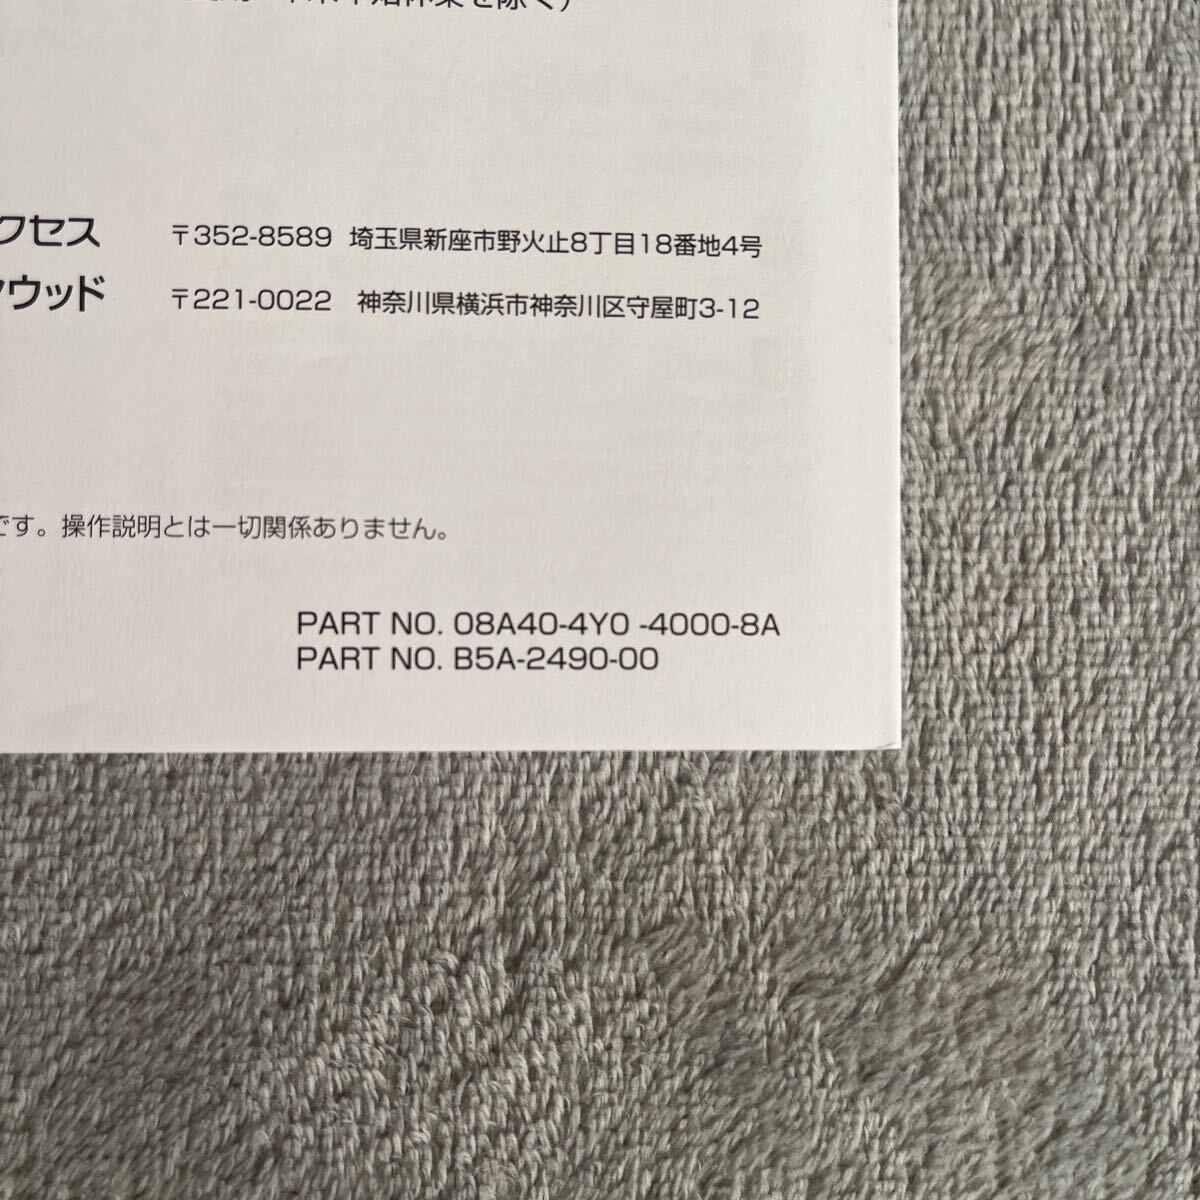 を除く）
クセス 〒352-8589 埼玉県新座市野火止8丁目18番地4号
ウッド 〒221-0022 神奈川県横浜市神奈川区守屋町3-12
です。操作説明とは一切関係ありません。
PART NO. 08A40-4Y0 -4000-8A
PART NO. B5A-2490-00